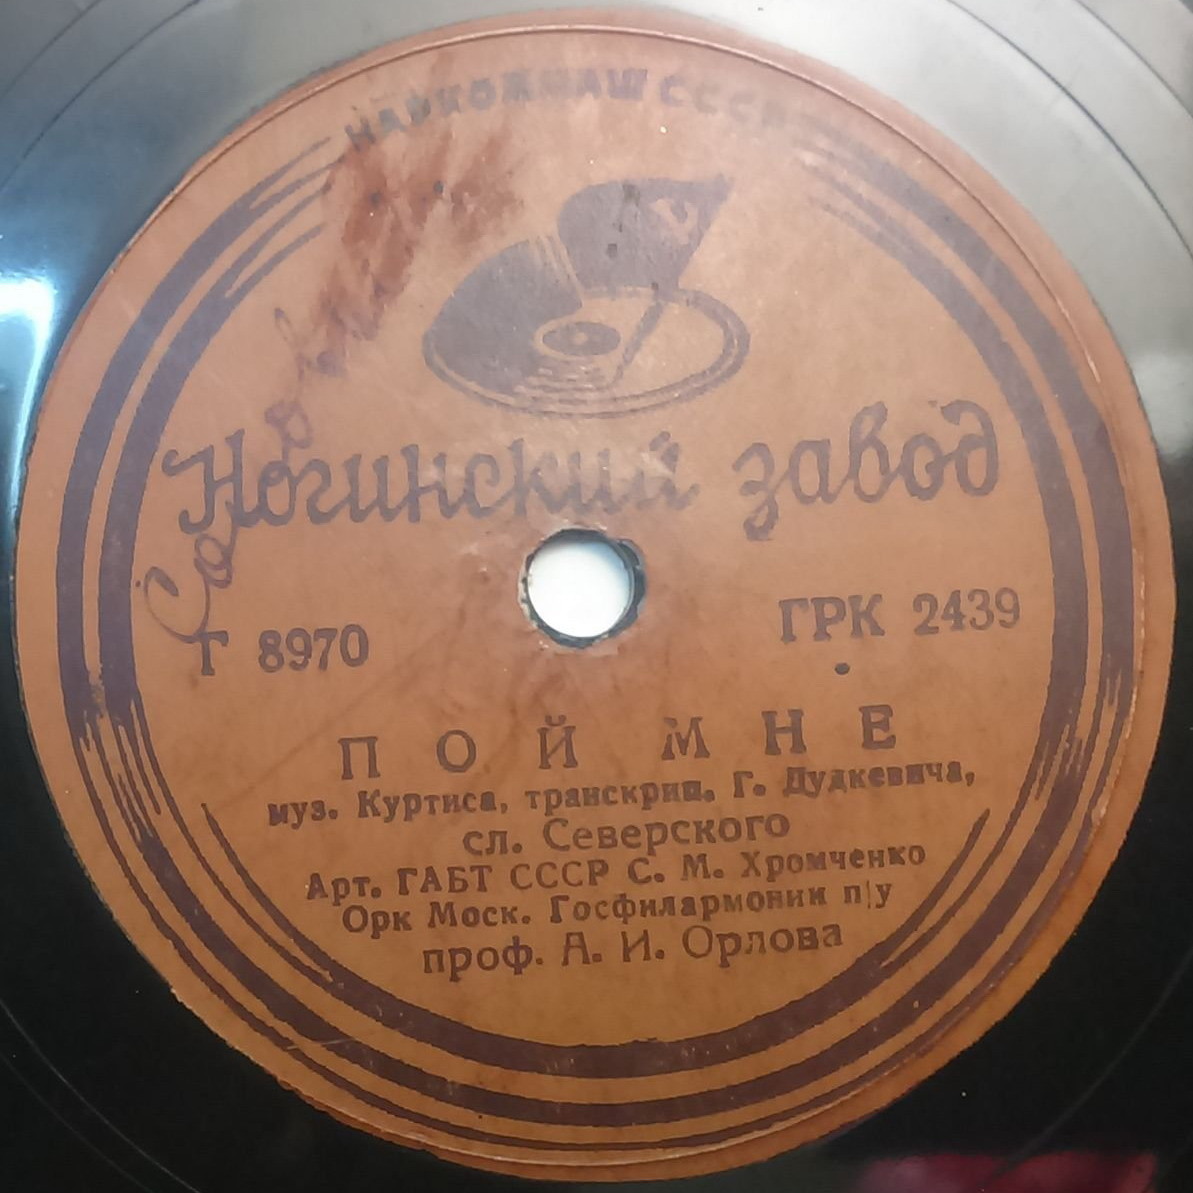 НАРКОММАШ СССР
Ногинский завод
Г 8970
ГРК 2439
ПОЙ МНЕ
муз. Куртиса, транскрип. Г. Дудкевича,
сл. Северского
Арт. ГАБТ СССР С. М. Хромченко
Орк Моск. Госфилармонии п/у
проф. А. И. Орлова